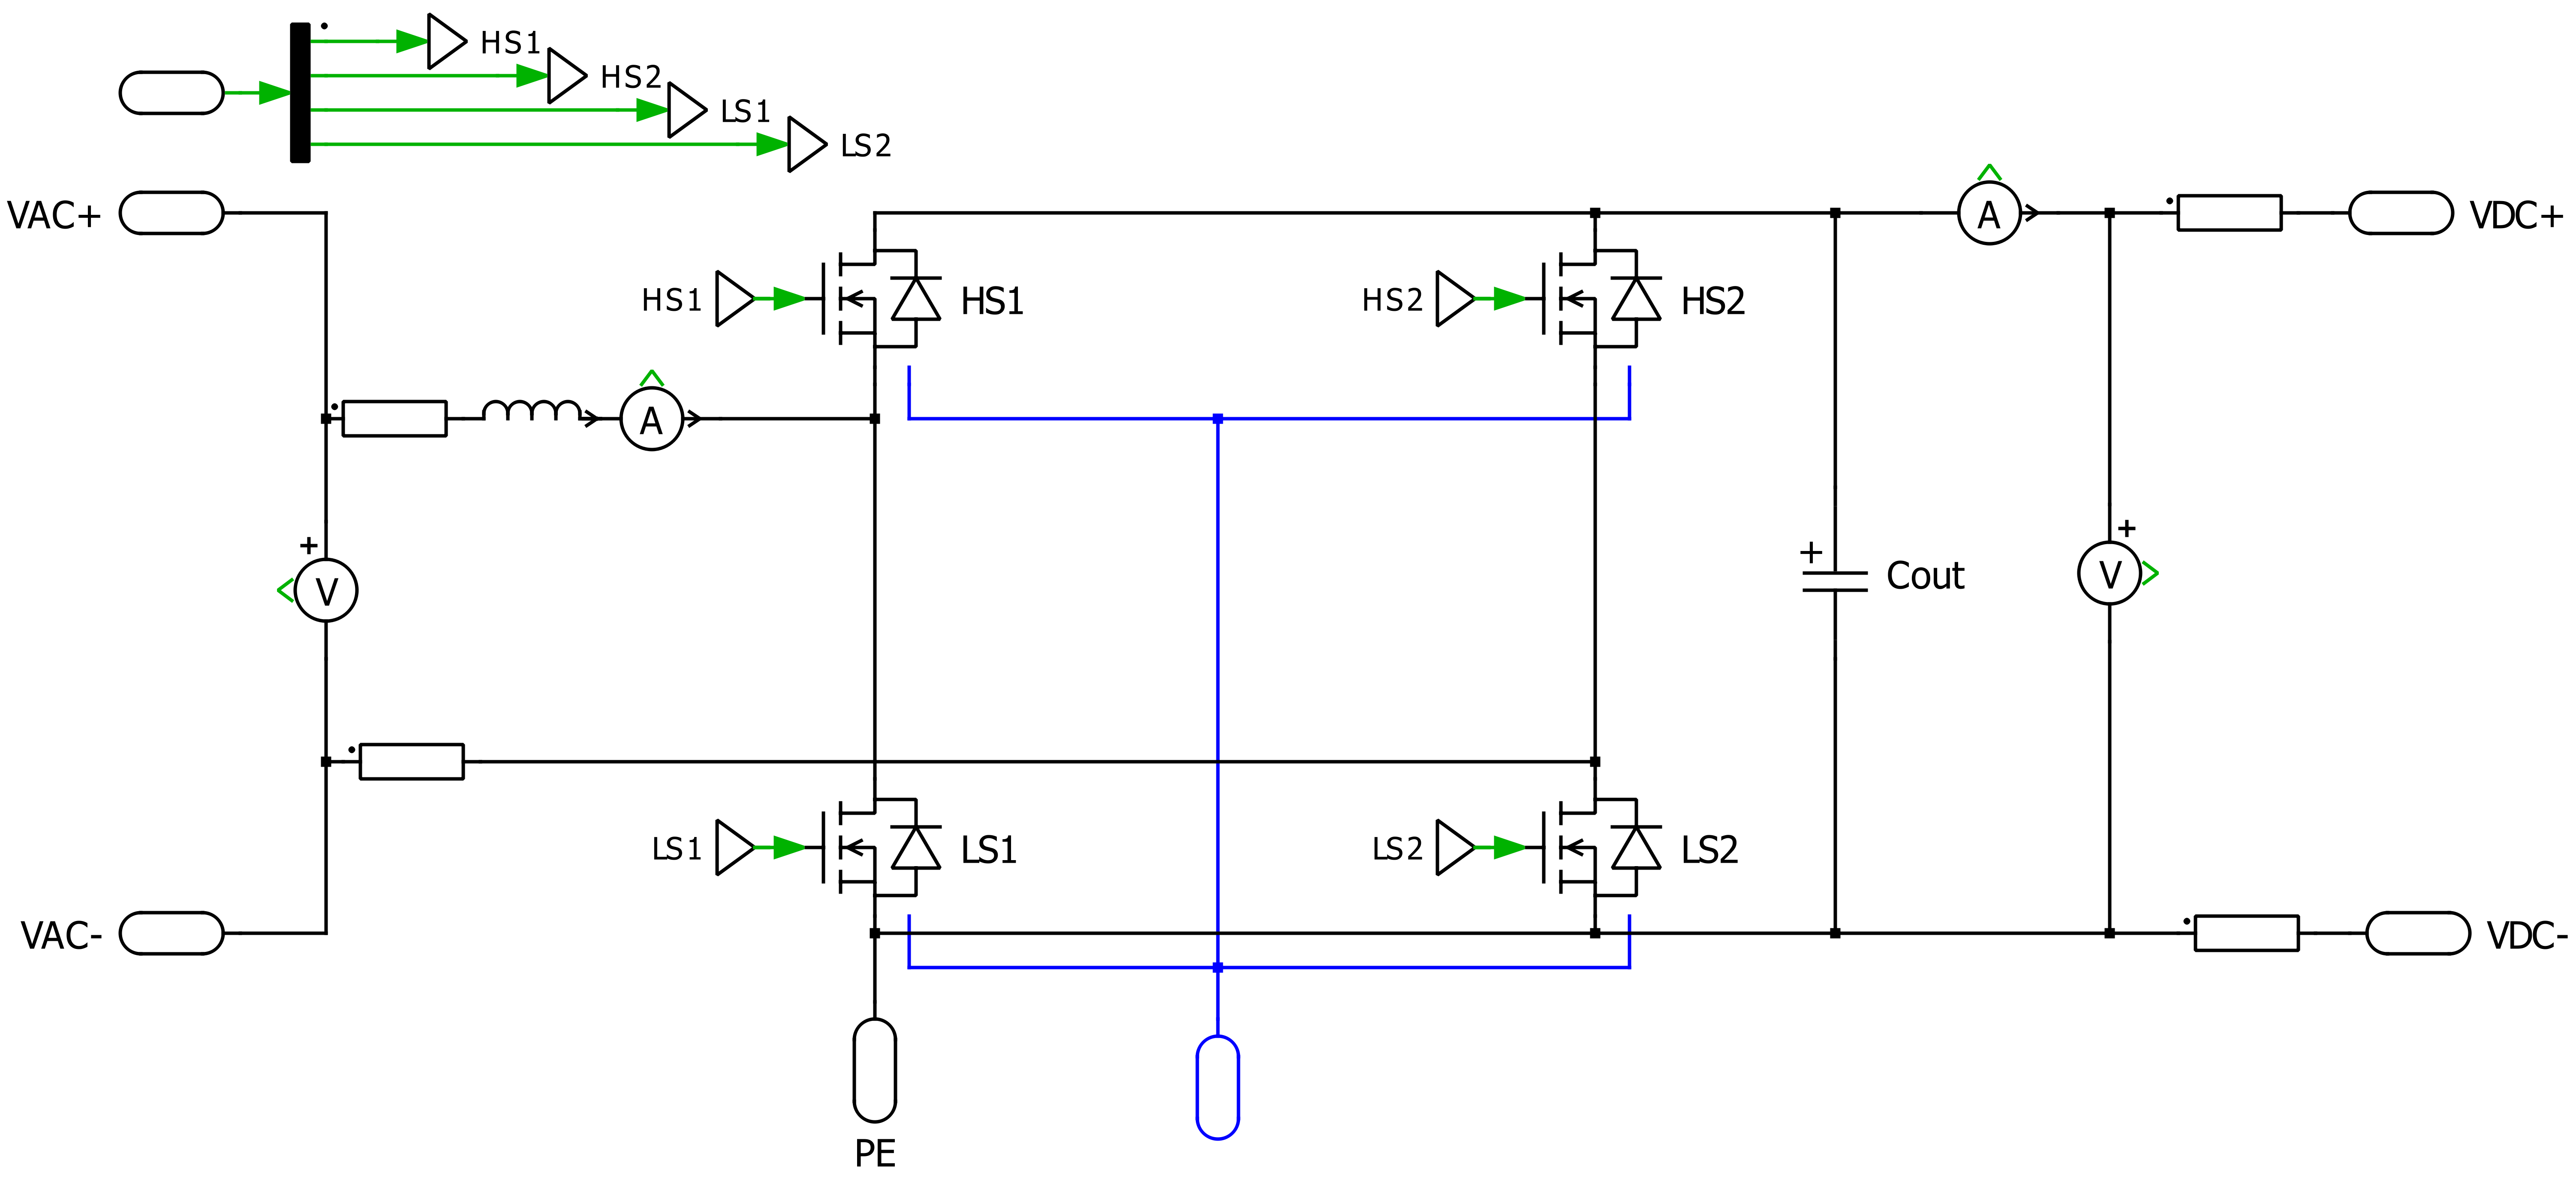 HS1
HS2
LS1
LS2
VAC+
A
VDC+
HS1
HS1
HS2
HS2
A
+
V
+
Cout
+
V
LS1
LS1
LS2
LS2
VAC-
VDC-
PE